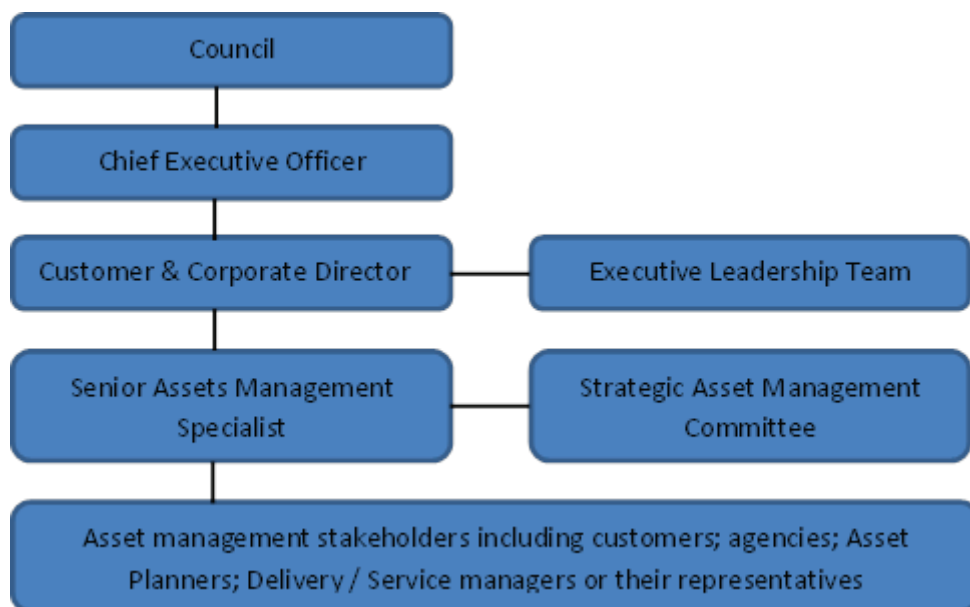 Council
Chief Executive Officer
Customer & Corporate Director
Executive Leadership Team
Senior Assets Management
Specialist
Strategic Asset Management
Committee
Asset management stakeholders including customers; agencies; Asset
Planners; Delivery / Service managers or their representatives